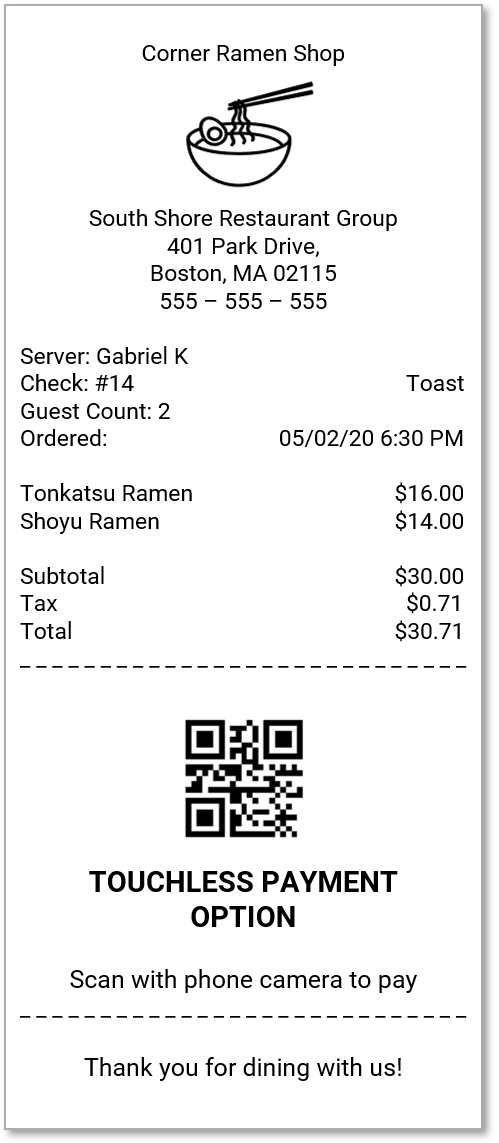 Corner Ramen Shop
South Shore Restaurant Group
401 Park Drive,
Boston, MA 02115
555 – 555 – 555
Server: Gabriel K
Check: #14 Toast
Guest Count: 2
Ordered: 05/02/20 6:30 PM
Tonkatsu Ramen $16.00
Shoyu Ramen $14.00
Subtotal $30.00
Tax $0.71
Total $30.71
TOUCHLESS PAYMENT
OPTION
Scan with phone camera to pay
Thank you for dining with us!